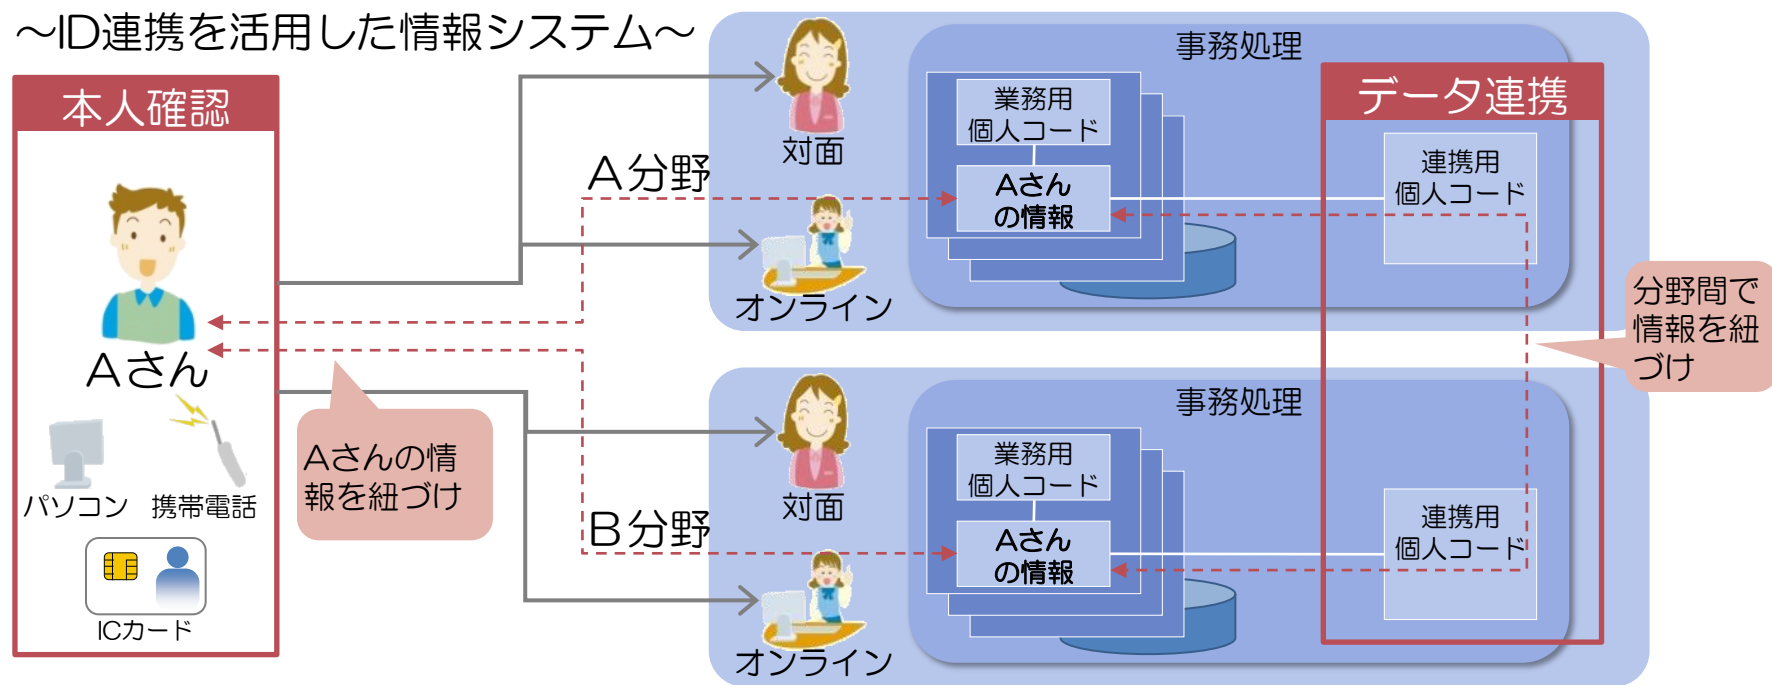 ～ID連携を活用した情報システム～
本人確認
Aさん
パソコン
携帯電話
ICカード
Aさんの情
報を紐づけ
A分野
対面
オンライン
事務処理
業務用
個人コード
Aさん
の情報
データ連携
連携用
個人コード
分野間で
情報を紐
づけ
B分野
対面
オンライン
事務処理
業務用
個人コード
Aさん
の情報
連携用
個人コード